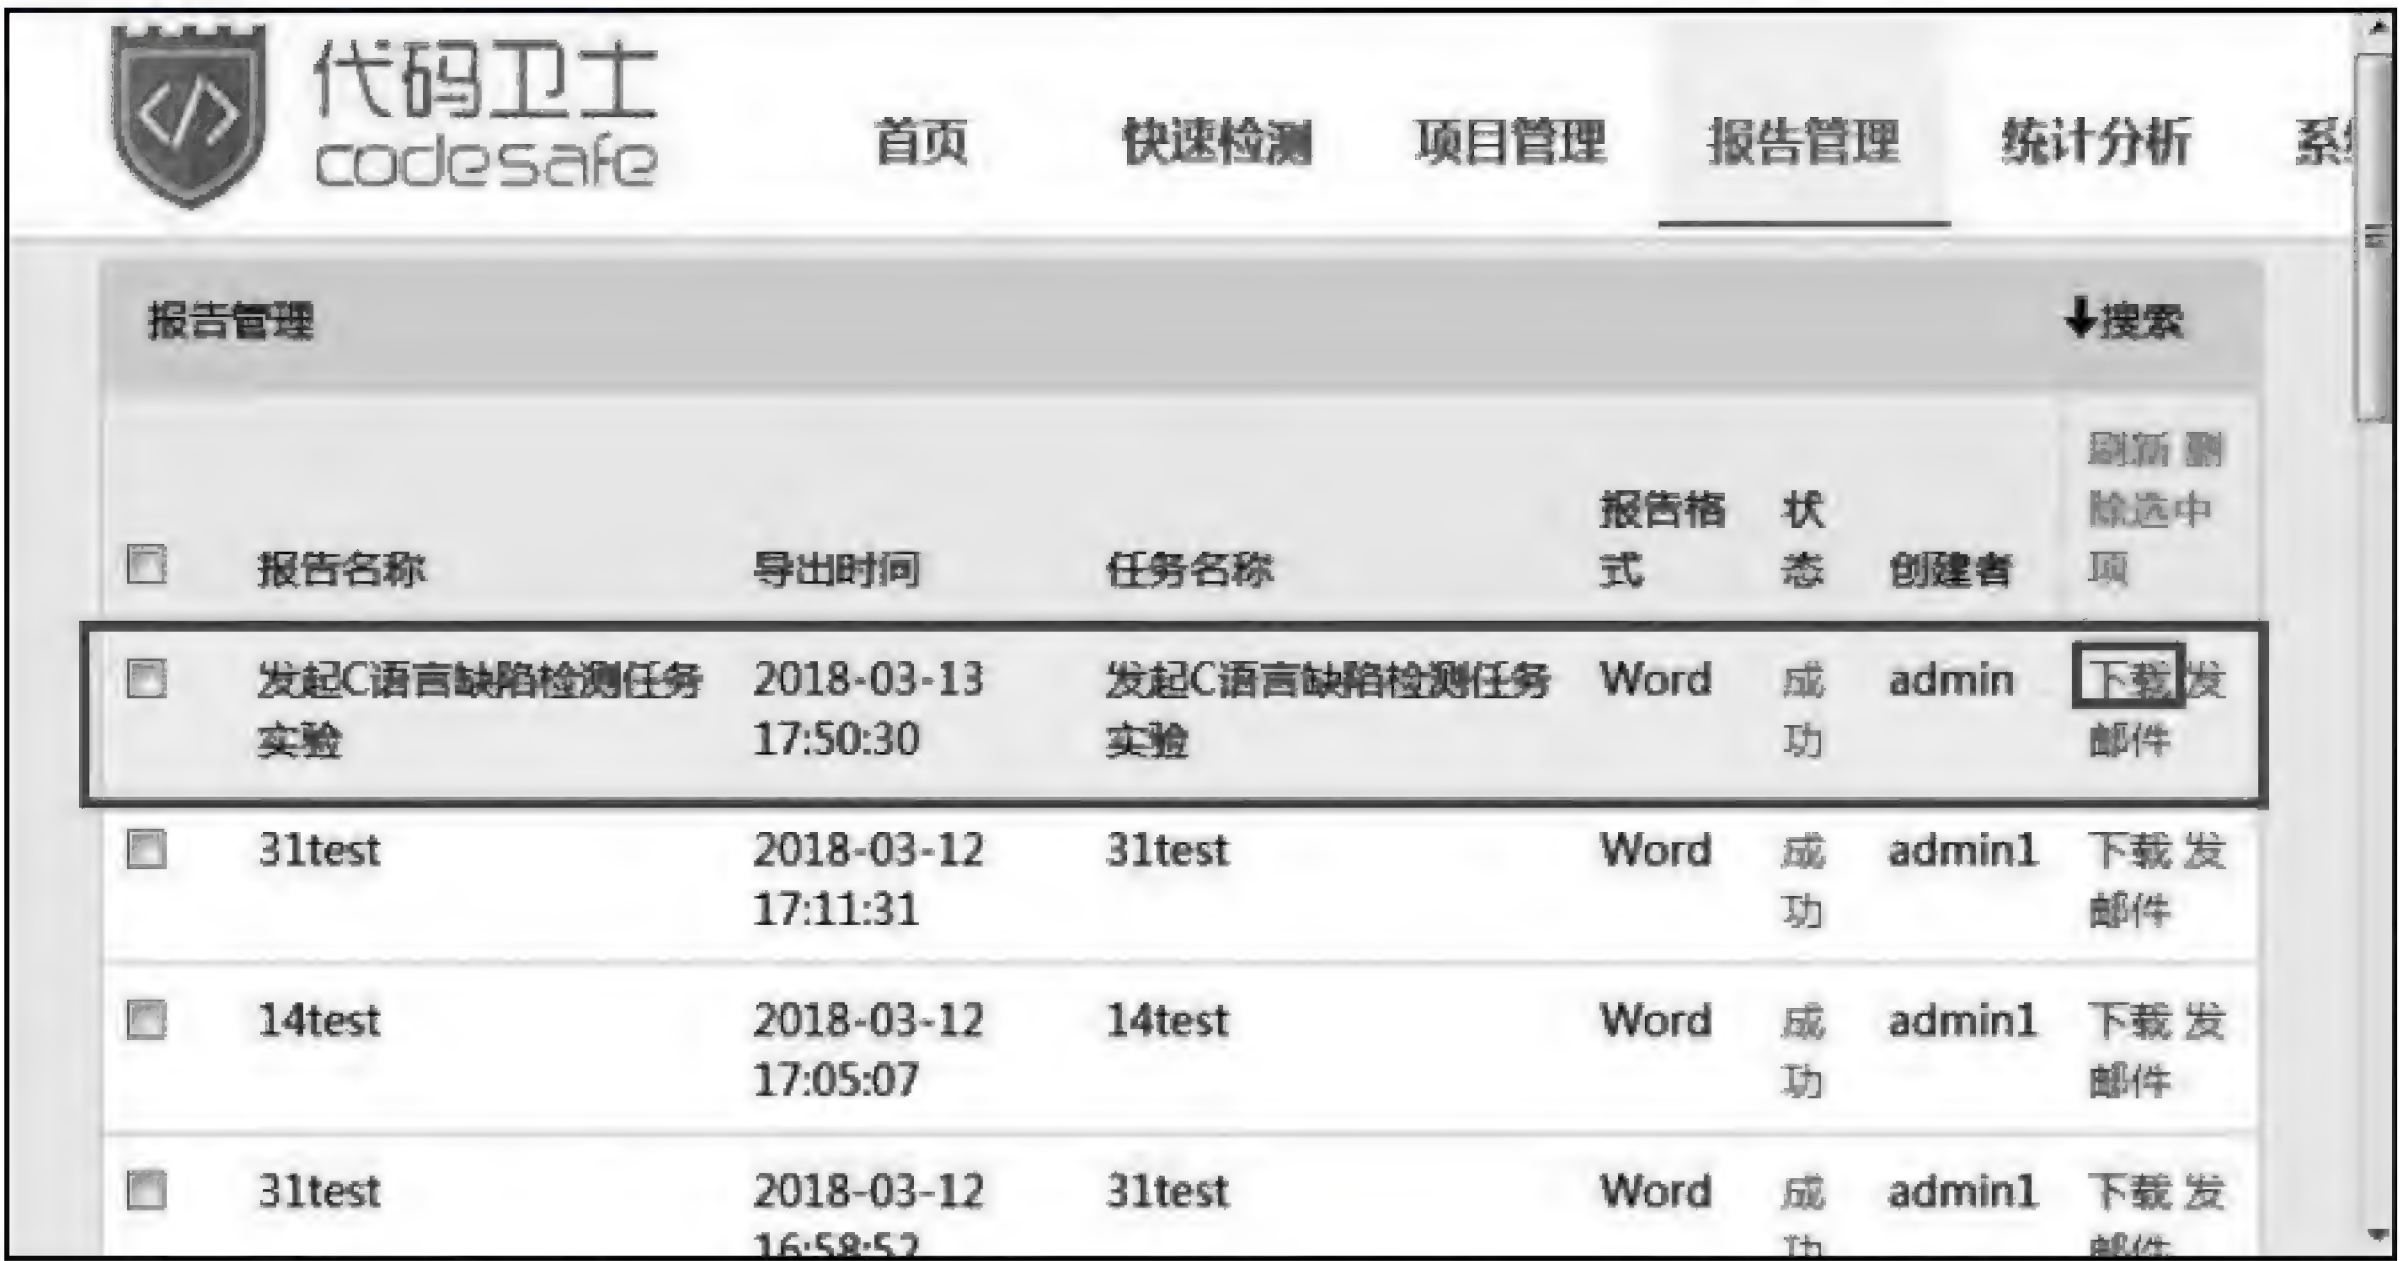 代码卫士
codesafe
首页 快速检测 项目管理 报告管理 统计分析
报告管理 搜索
报告名称 导出时间 任务名称 报告格式 状态 创建者 刷新 删除选中项
发起C语言缺陷检测任务 2018-03-13 发起C语言缺陷检测任务 Word 成 admin 下载 发
实验 17:50:30 实验 功 邮件
31test 2018-03-12 31test Word 成 admin1 下载 发
17:11:31 功 邮件
14test 2018-03-12 14test Word 成 admin1 下载 发
17:05:07 功 邮件
31test 2018-03-12 31test Word 成 admin1 下载 发
16:58:52 功 邮件